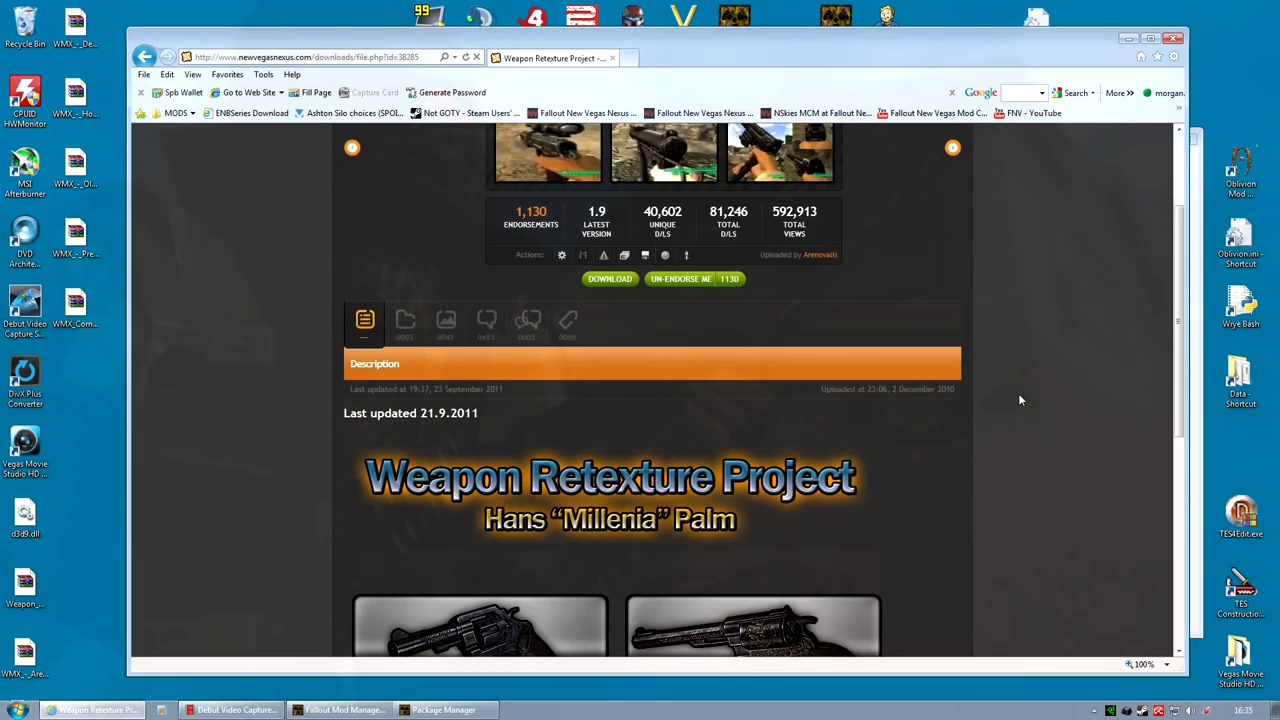 99
http://www.newvegasnexus.com/downloads/file.php?id=38285
Weapon Retexture Project -...
File Edit View Favorites Tools Help
Spb Wallet Go to Web Site Fill Page Capture Card Generate Password
Google Search More >> morgan.
MODS ENBSeries Download Ashton Silo choices (SPOI... Not GOTY - Steam Users' ... Fallout New Vegas Nexus ... Fallout New Vegas Nexus ... NSkies MCM at Fallout Ne... Fallout New Vegas Mod C... FNV - YouTube
1,130 1.9 40,602 81,246 592,913
ENDORSEMENTS LATEST VERSION UNIQUE D/LS TOTAL D/LS TOTAL VIEWS
Actions: Uploaded by Arenovalis
DOWNLOAD UN-ENDORSE ME 1130
Description
Last updated at 19:37, 23 September 2011 Uploaded at 23:06, 2 December 2010
Last updated 21.9.2011
Weapon Retexture Project
Hans "Millenia" Palm
100%
Recycle Bin
WMX_-_De...
CPUID HWMonitor
WMX_-_Ho...
MSI Afterburner
WMX_-_Ol...
DVD Archite...
WMX_-_Pre...
Debut Video Capture S...
WMX_Com...
DivX Plus Converter
Vegas Movie Studio HD ...
d3d9.dll
Weapon_...
WMX_-_Are...
Oblivion Mod ...
Oblivion.ini - Shortcut
Wrye Bash
Data - Shortcut
TES4Edit.exe
TES Constructio...
Vegas Movie Studio HD ...
Weapon Retexture Pr... Debut Video Capture... Fallout Mod Manage... Package Manager 16:35